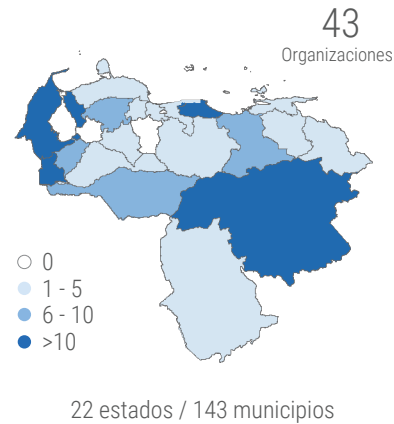 43
Organizaciones
0
1 - 5
6 - 10
>10
22 estados / 143 municipios